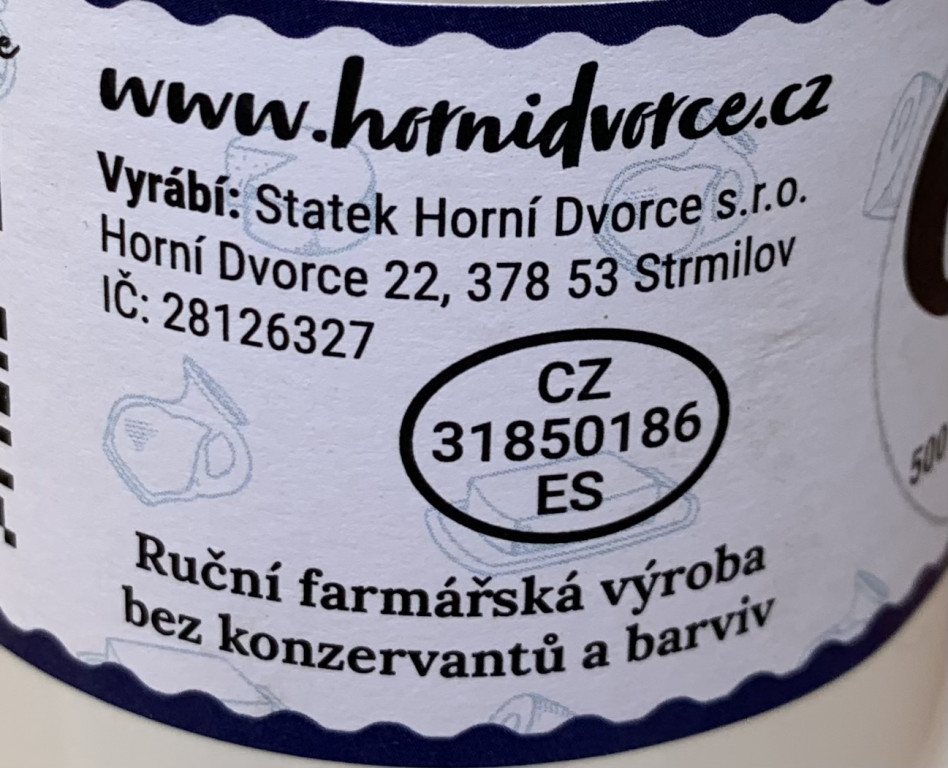 www.hornidvorce.cz
Vyrábí: Statek Horní Dvorce s.r.o.
Horní Dvorce 22, 378 53 Strmilov
IČ: 28126327
CZ
31850186
ES
Ruční farmářská výroba
bez konzervantů a barviv
500